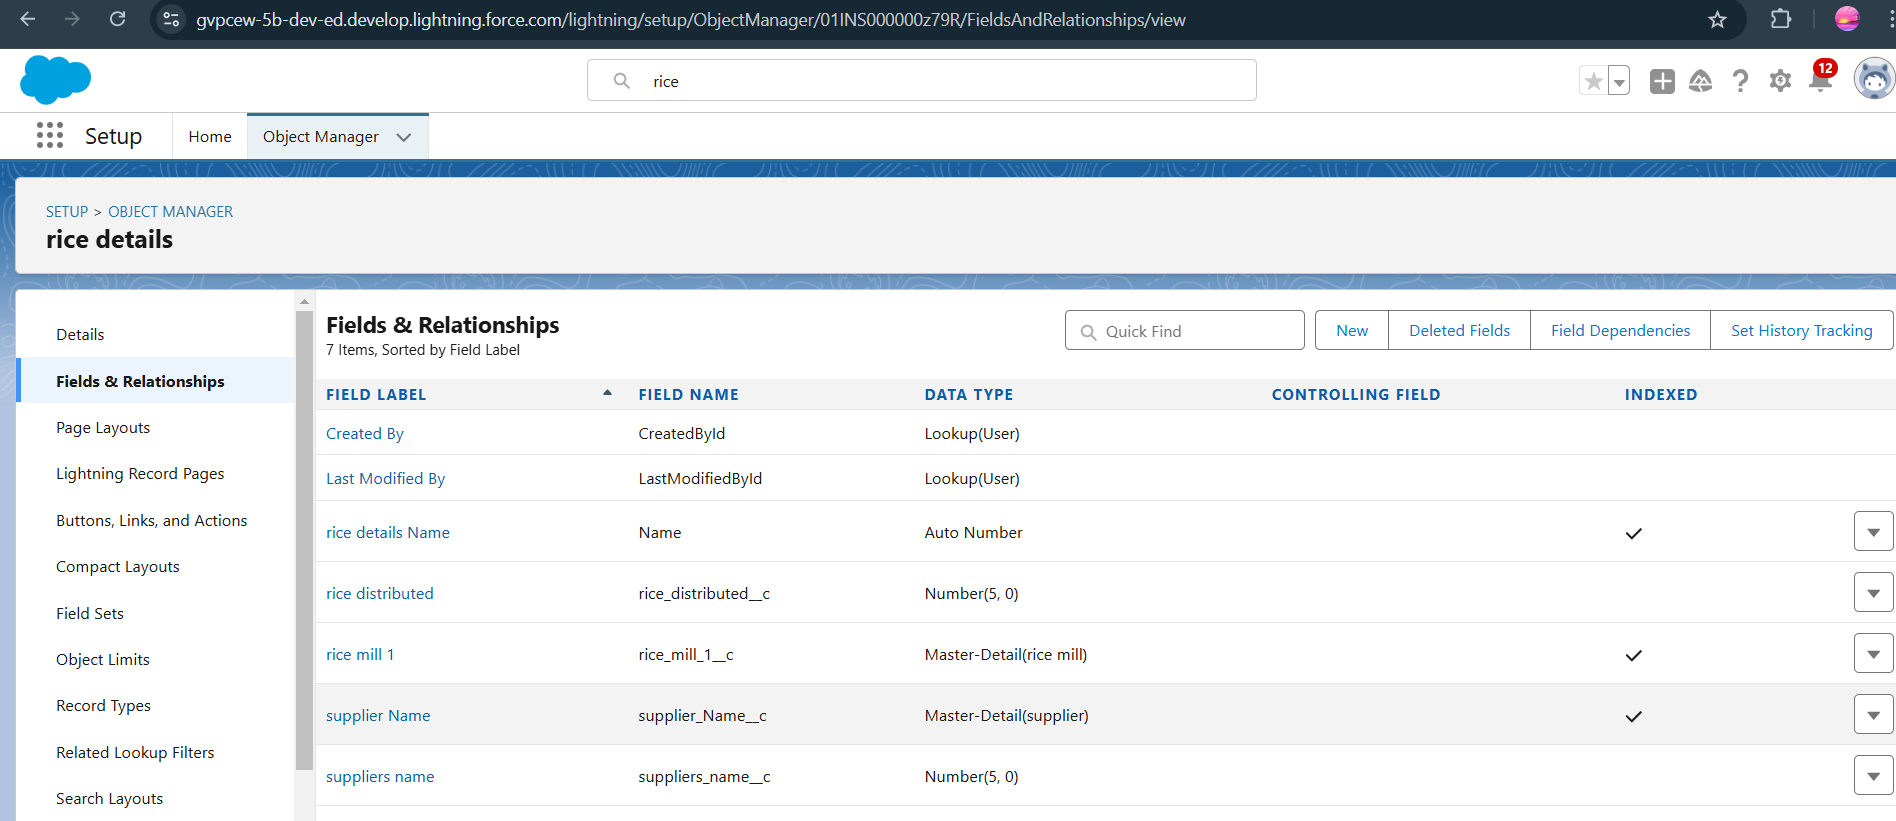 gvpcew-5b-dev-ed.develop.lightning.force.com/lightning/setup/ObjectManager/01INS000000z79R/FieldsAndRelationships/view
rice
12
Setup
Home
Object Manager
SETUP > OBJECT MANAGER
rice details
Details
Fields & Relationships
Page Layouts
Lightning Record Pages
Buttons, Links, and Actions
Compact Layouts
Field Sets
Object Limits
Record Types
Related Lookup Filters
Search Layouts
Fields & Relationships
7 Items, Sorted by Field Label
Quick Find
New
Deleted Fields
Field Dependencies
Set History Tracking
FIELD LABEL FIELD NAME DATA TYPE CONTROLLING FIELD INDEXED
Created By CreatedById Lookup(User)
Last Modified By LastModifiedById Lookup(User)
rice details Name Name Auto Number
rice distributed rice_distributed__c Number(5, 0)
rice mill 1 rice_mill_1__c Master-Detail(rice mill)
supplier Name supplier_Name__c Master-Detail(supplier)
suppliers name suppliers_name__c Number(5, 0)